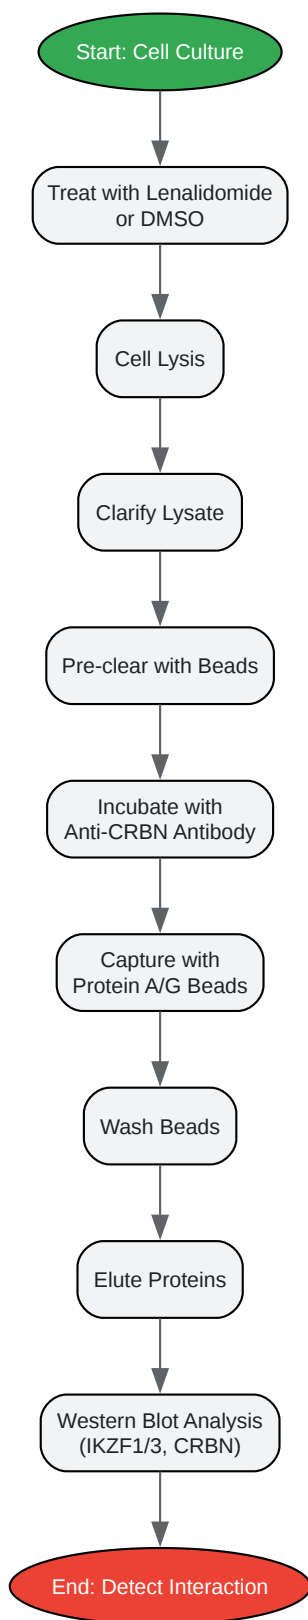 Start: Cell Culture
Treat with Lenalidomide
or DMSO
Cell Lysis
Clarify Lysate
Pre-clear with Beads
Incubate with
Anti-CRBN Antibody
Capture with
Protein A/G Beads
Wash Beads
Elute Proteins
Western Blot Analysis
(IKZF1/3, CRBN)
End: Detect Interaction